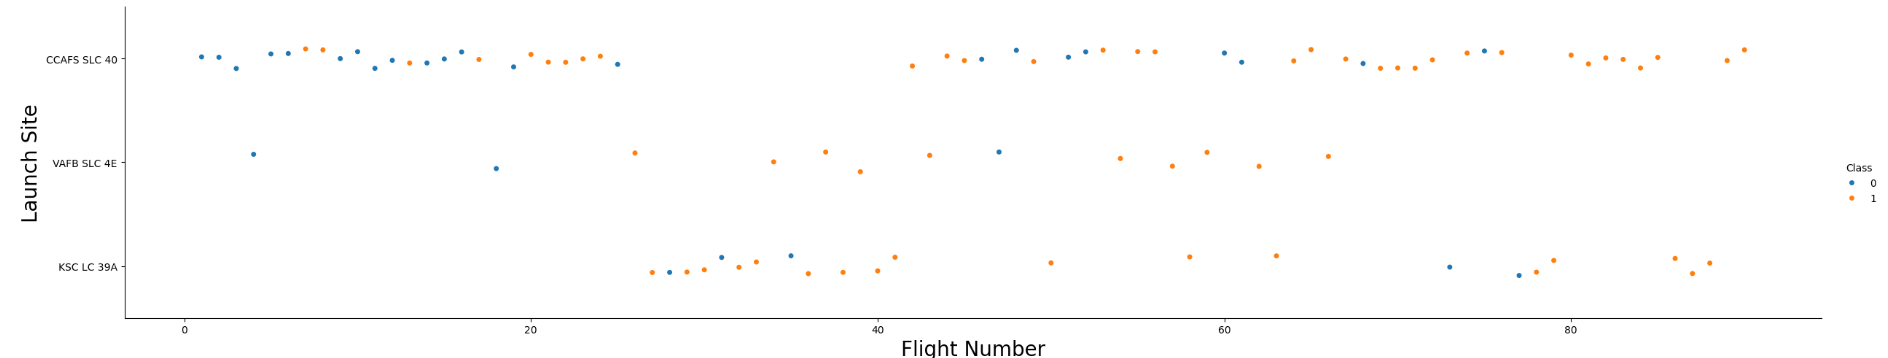 Launch Site
CCAFS SLC 40
VAFB SLC 4E
KSC LC 39A
0
20
40
60
80
Flight Number
Class
0
1